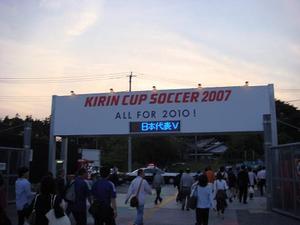 KIRIN CUP SOCCER 2007
ALL FOR 2010!
日本代表V